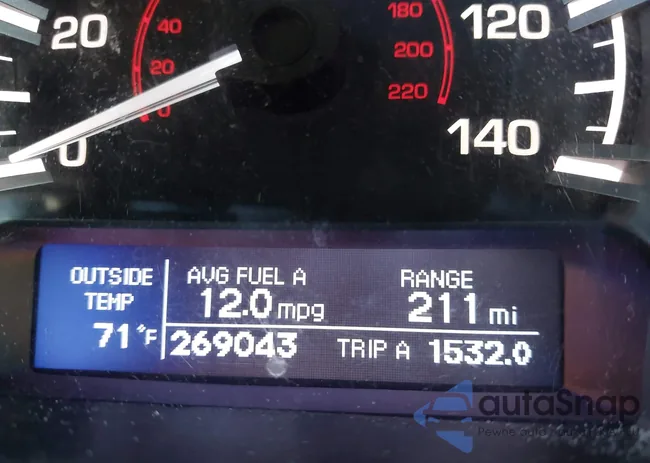 20
0
40
20
0
180
200
220
120
140
OUTSIDE
TEMP
71°F
AVG FUEL A
12.0 mpg
RANGE
211 mi
269043
TRIP A 1532.0
autaSnap